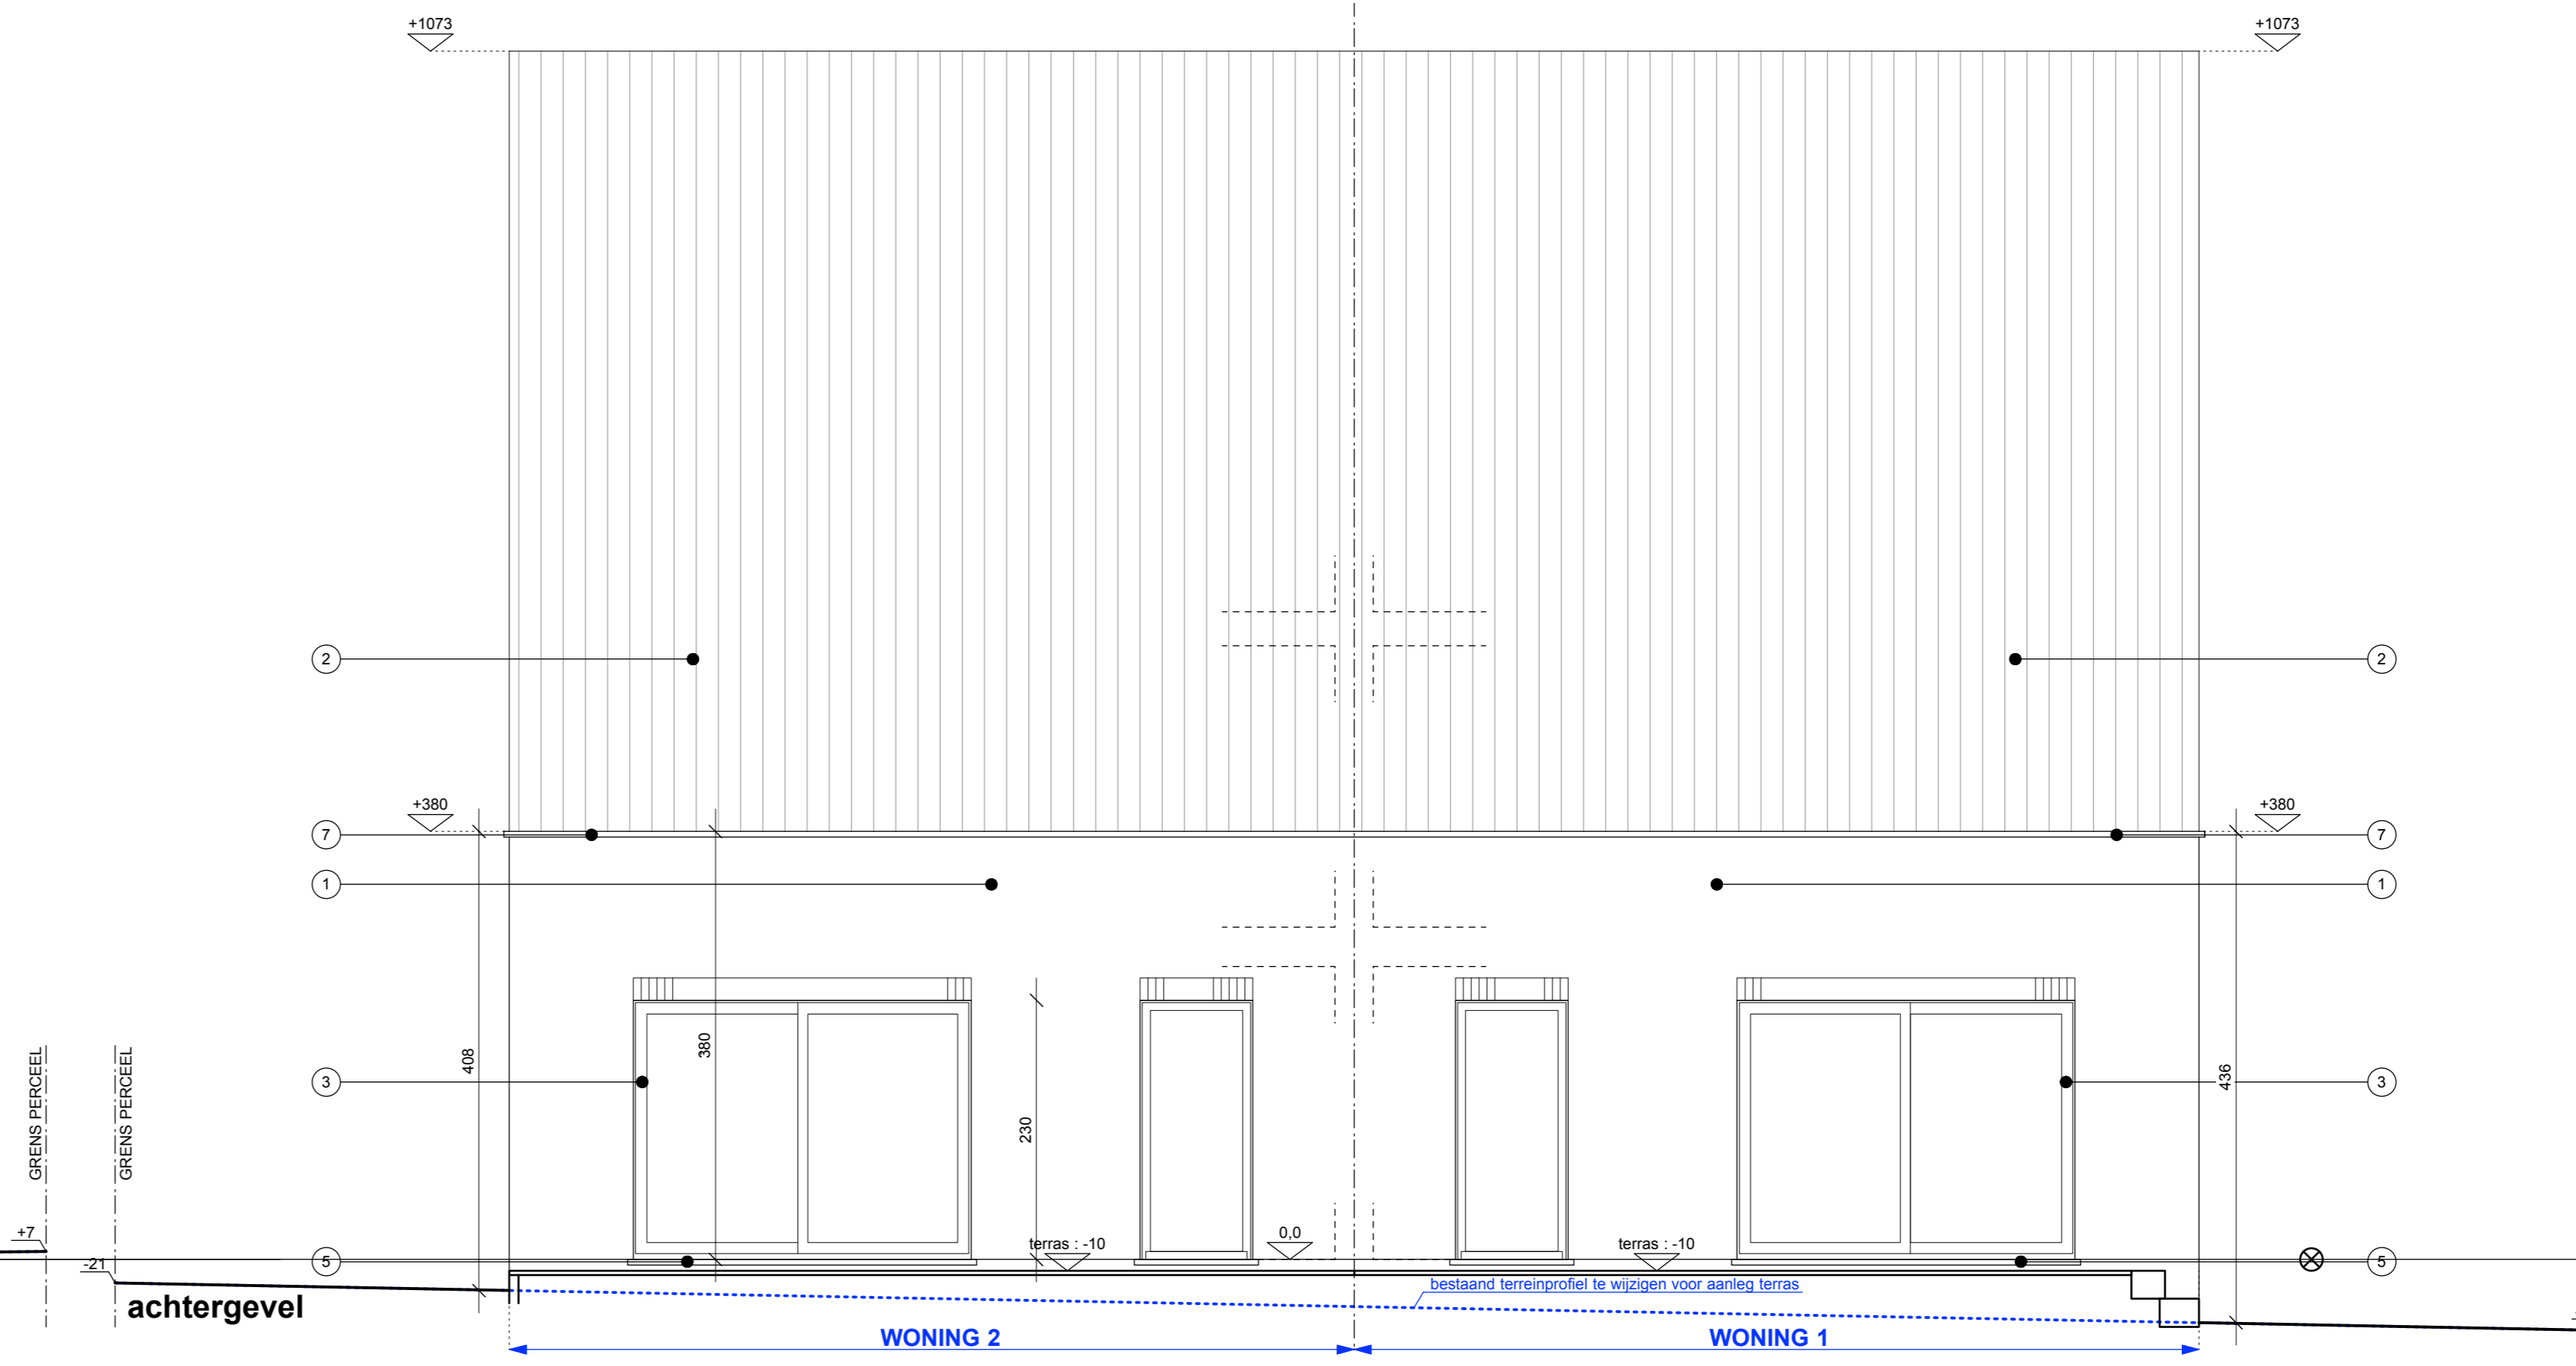 +1073
+1073
2
2
+380
+380
7
7
1
1
408
380
436
GRENS PERCEEL
GRENS PERCEEL
3
3
230
+7
0,0
terras : -10
terras : -10
5
5
-21
bestaand terreinprofiel te wijzigen voor aanleg terras
achtergevel
WONING 2
WONING 1